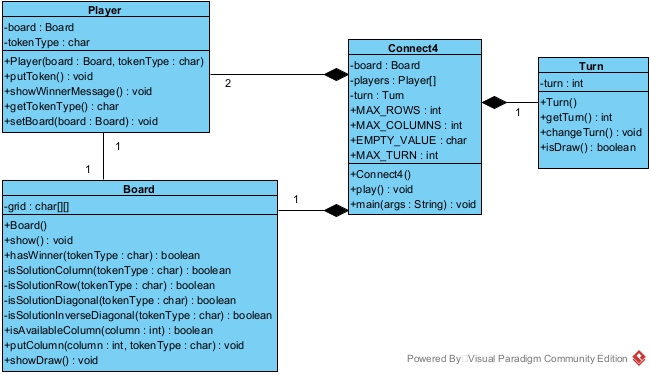 Player
-board : Board
-tokenType : char
+Player(board : Board, tokenType : char)
+putToken() : void
+showWinnerMessage() : void
+getTokenType() : char
+setBoard(board : Board) : void
2
1
1
Connect4
-board : Board
-players : Player[]
-turn : Turn
+MAX_ROWS : int
+MAX_COLUMNS : int
+EMPTY_VALUE : char
+MAX_TURN : int
+Connect4()
+play() : void
+main(args : String) : void
1
Turn
-turn : int
+Turn()
+getTurn() : int
+changeTurn() : void
+isDraw() : boolean
Board
-grid : char[][]
+Board()
+show() : void
+hasWinner(tokenType : char) : boolean
-isSolutionColumn(tokenType : char) : boolean
-isSolutionRow(tokenType : char) : boolean
-isSolutionDiagonal(tokenType : char) : boolean
-isSolutionInverseDiagonal(tokenType : char) : boolean
+isAvailableColumn(column : int) : boolean
+putColumn(column : int, tokenType : char) : void
+showDraw() : void
1
Powered By Visual Paradigm Community Edition